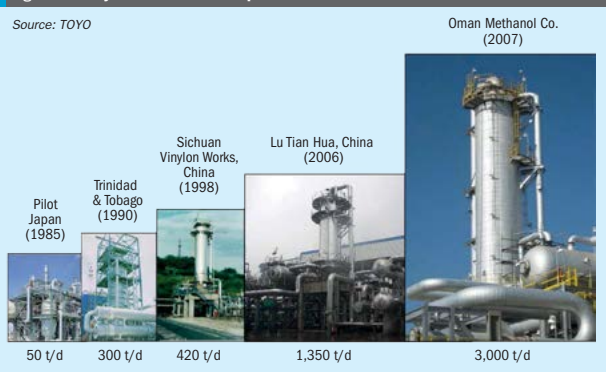 Source: TOYO
Oman Methanol Co.
(2007)
Sichuan
Vinylon Works,
China
(1998)
Lu Tian Hua, China
(2006)
Trinidad
& Tobago
(1990)
Pilot
Japan
(1985)
50 t/d
300 t/d
420 t/d
1,350 t/d
3,000 t/d